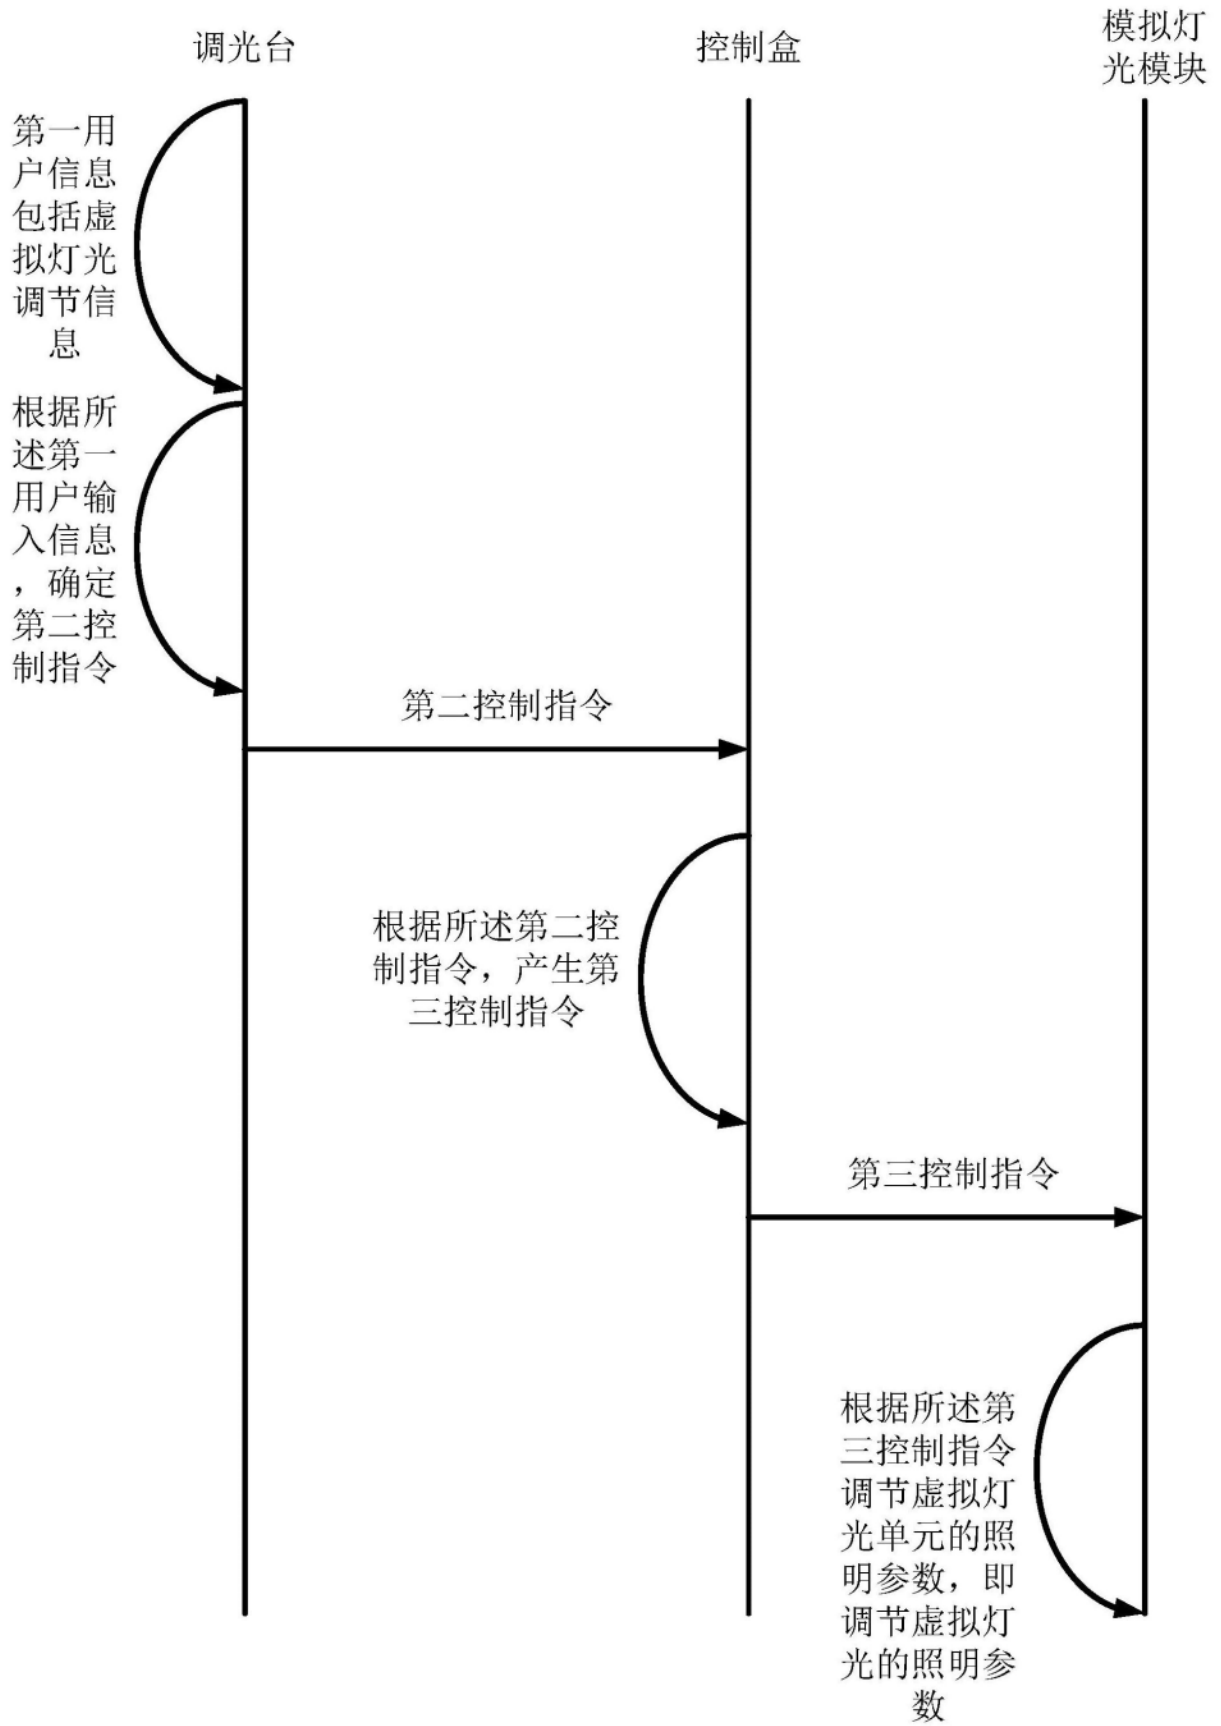 调光台
控制盒
模拟灯
光模块
第一用
户信息
包括虚
拟灯光
调节信
息
根据所
述第一
用户输
入信息
，确定
第二控
制指令
第二控制指令
根据所述第二控
制指令，产生第
三控制指令
第三控制指令
根据所述第
三控制指令
调节虚拟灯
光单元的照
明参数，即
调节虚拟灯
光的照明参
数